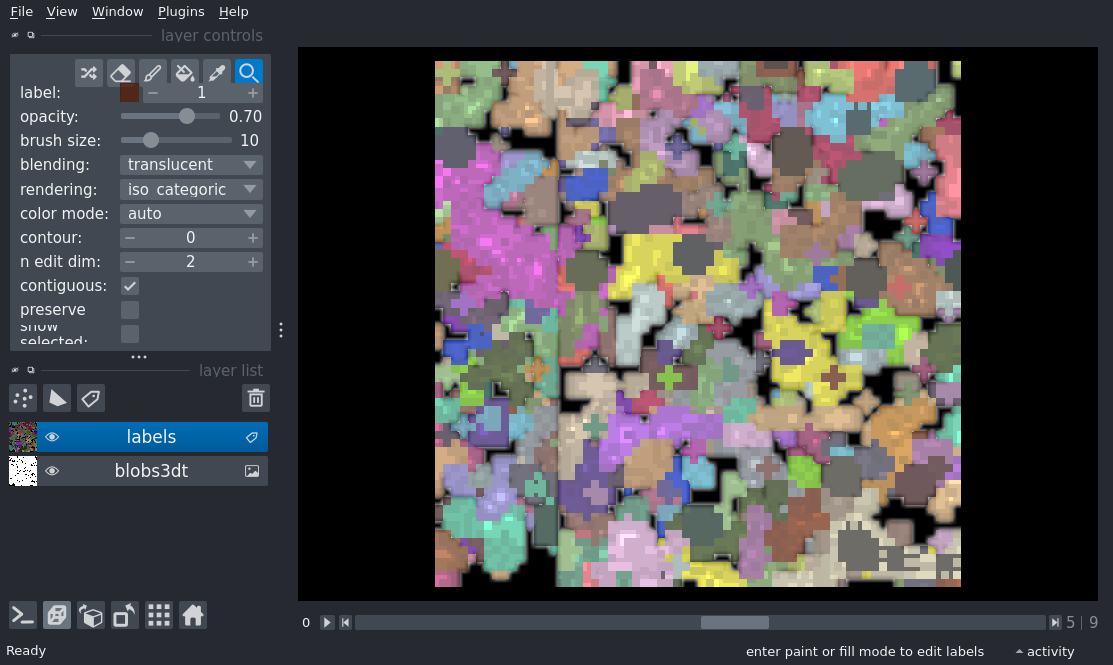 File View Window Plugins Help
layer controls
label: 1
opacity: 0.70
brush size: 10
blending: translucent
rendering: iso_categoric
color mode: auto
contour: 0
n edit dim: 2
contiguous:
preserve
show
selected:
layer list
labels
blobs3dt
0 5 | 9
Ready enter paint or fill mode to edit labels activity